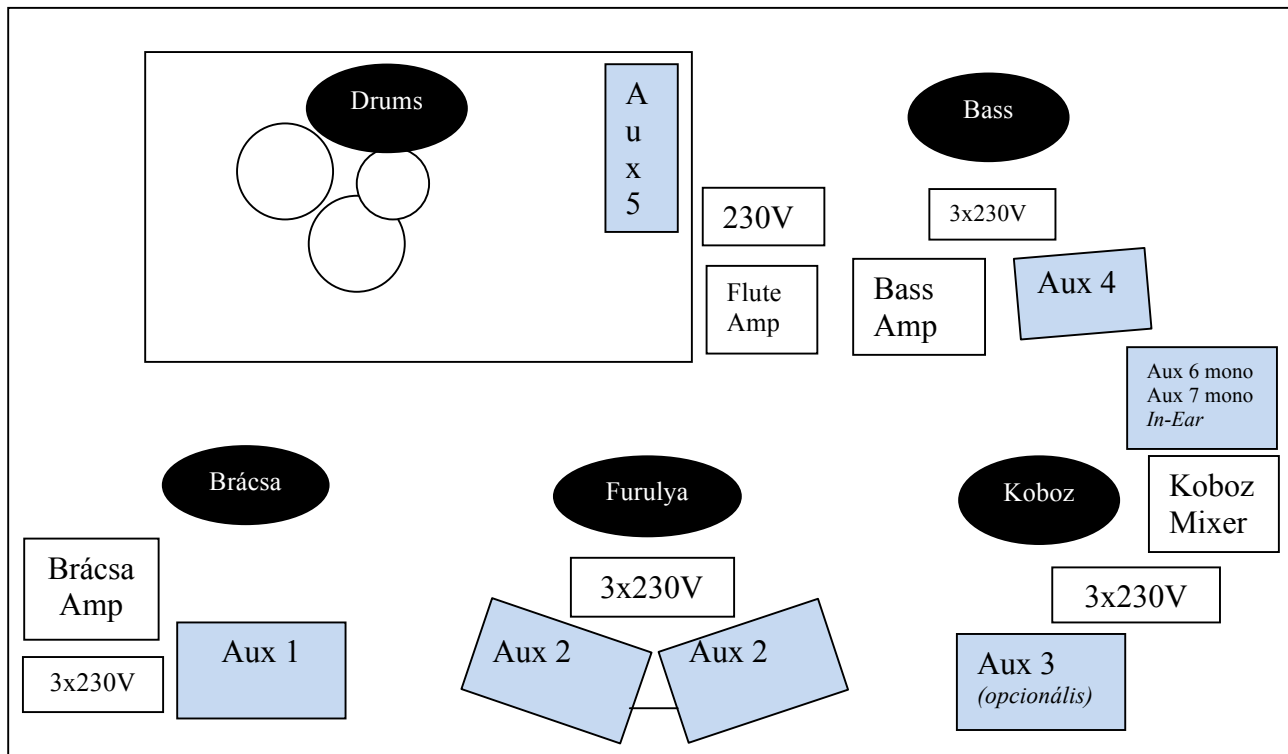 Drums
A
u
x
5
Bass
230V
3x230V
Flute
Amp
Bass
Amp
Aux 4
Aux 6 mono
Aux 7 mono
In-Ear
Brácsa
Furulya
Koboz
Koboz
Mixer
Brácsa
Amp
3x230V
3x230V
Aux 1
Aux 2
Aux 2
Aux 3
(opcionális)
3x230V